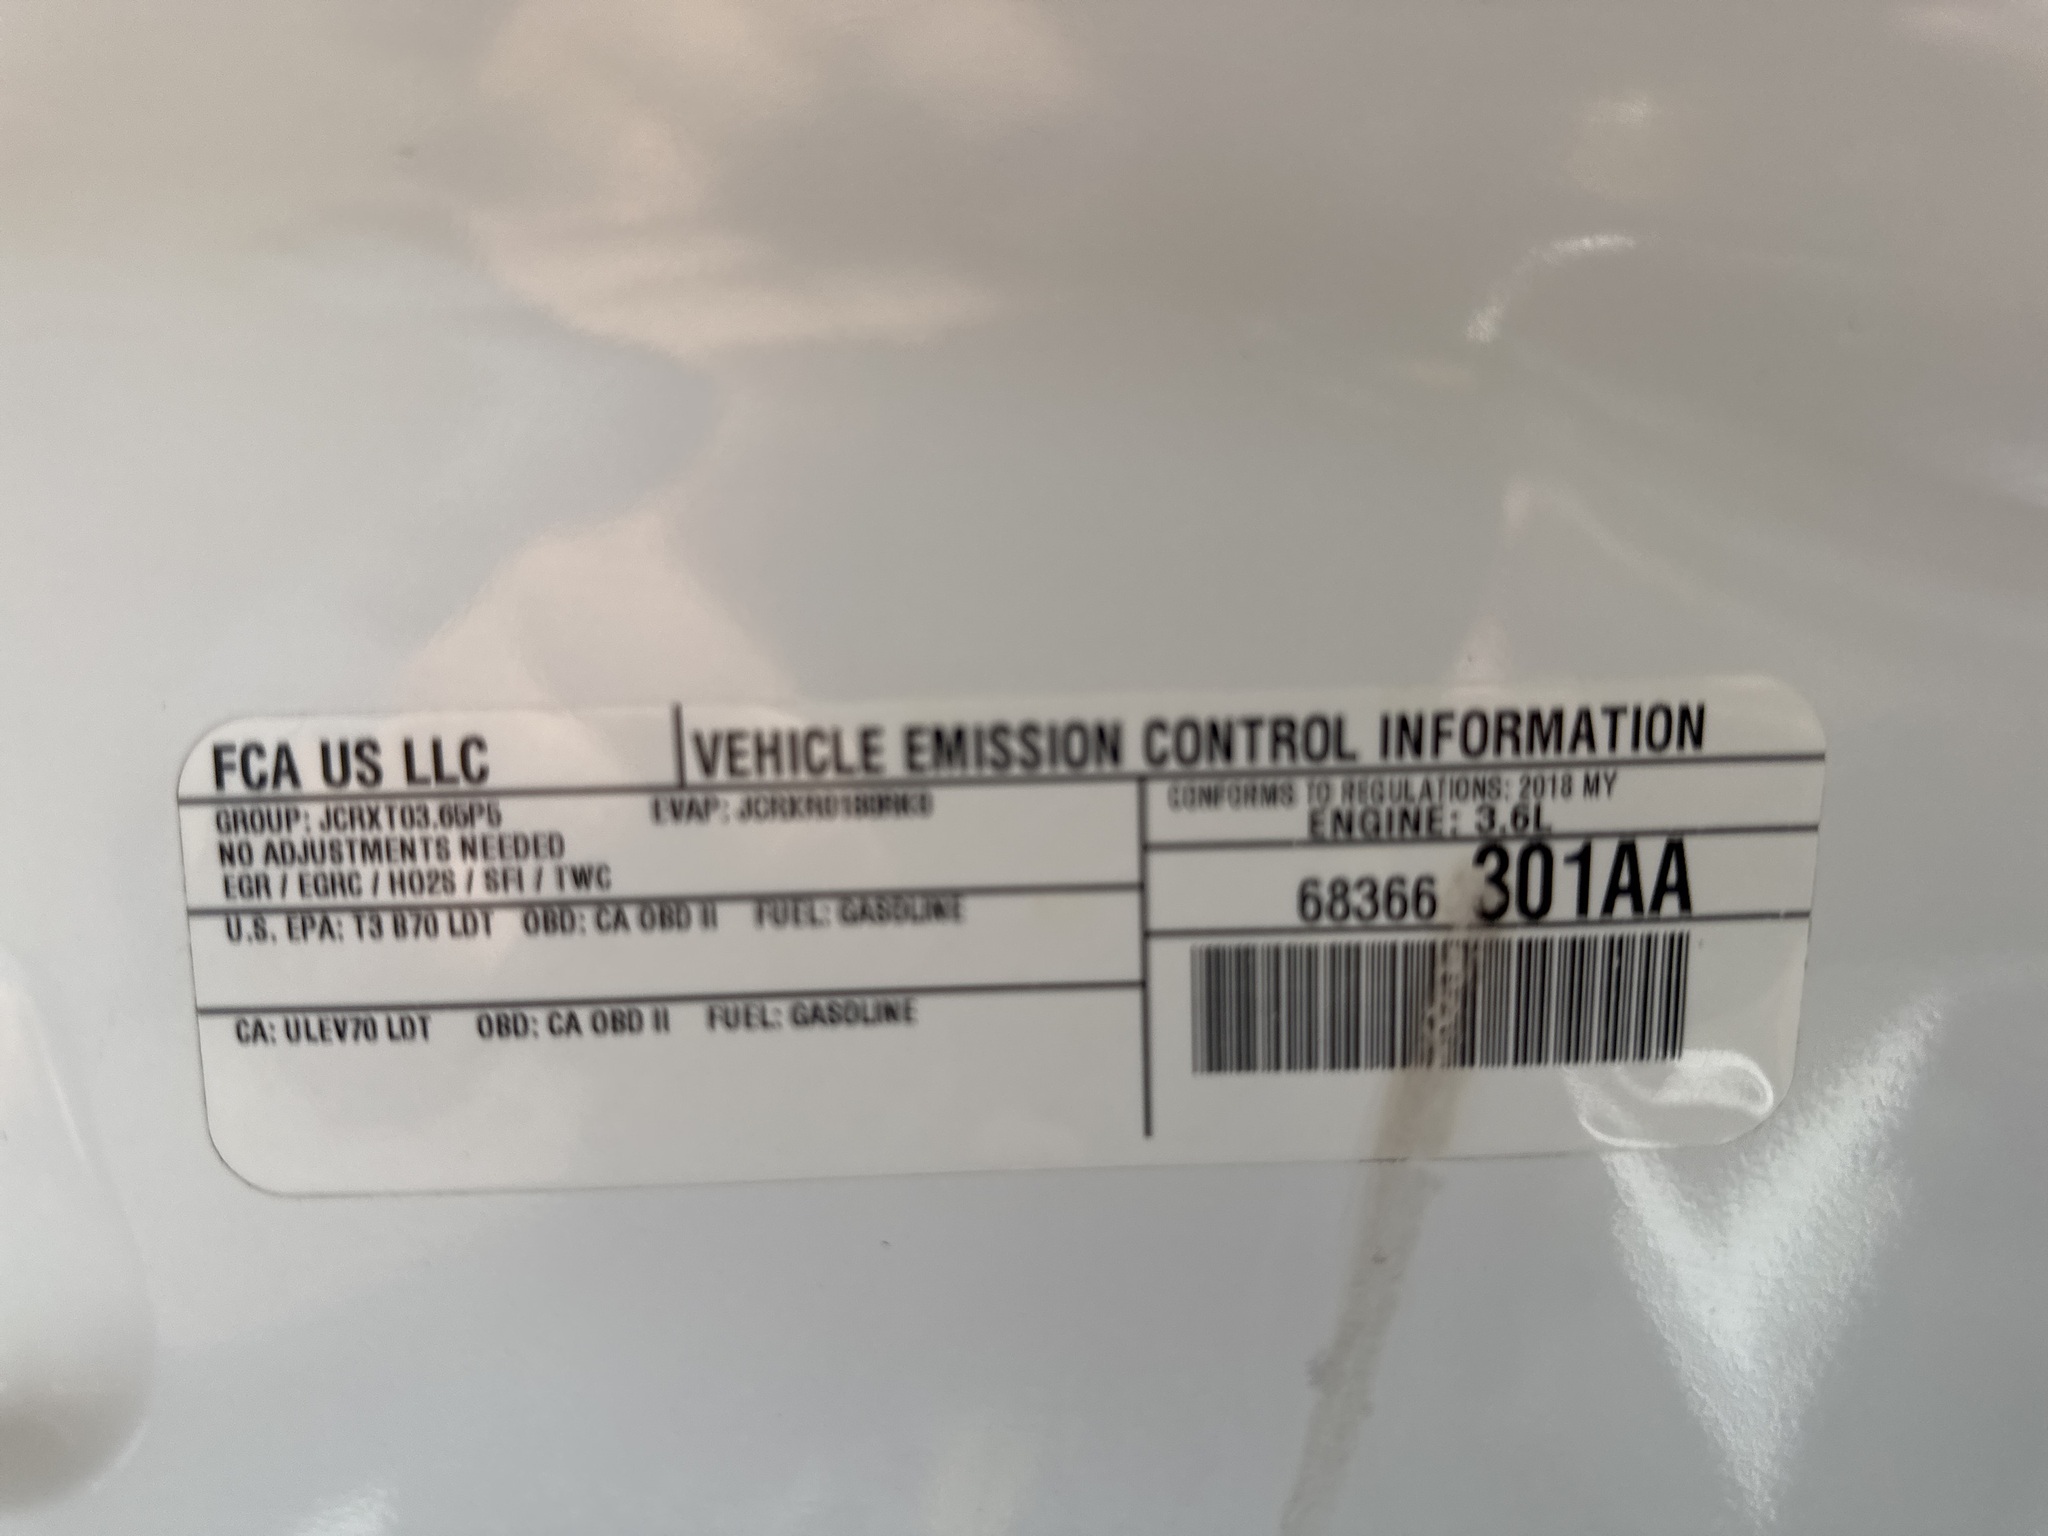 FCA US LLC VEHICLE EMISSION CONTROL INFORMATION
GROUP: JCRXT03.65P5 EVAP:
NO ADJUSTMENTS NEEDED
EGR / EGRC / HO2S / SFI / TWC
U.S. EPA: T3 B70 LDT OBD: CA OBD II FUEL: GASOLINE
CA: ULEV70 LDT OBD: CA OBD II FUEL: GASOLINE
CONFORMS TO REGULATIONS: 2018 MY
ENGINE: 3.6L
68366 301AA